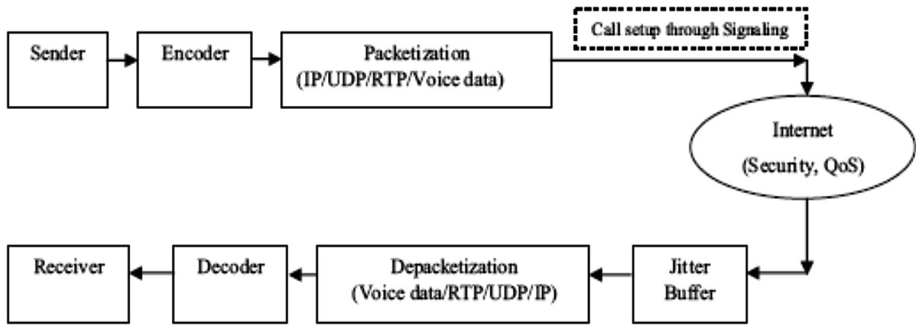 Call setup through Signaling
Sender
Encoder
Packetization
(IP/UDP/RTP/Voice data)
Internet
(Security, QoS)
Receiver
Decoder
Depacketization
(Voice data/RTP/UDP/IP)
Jitter
Buffer